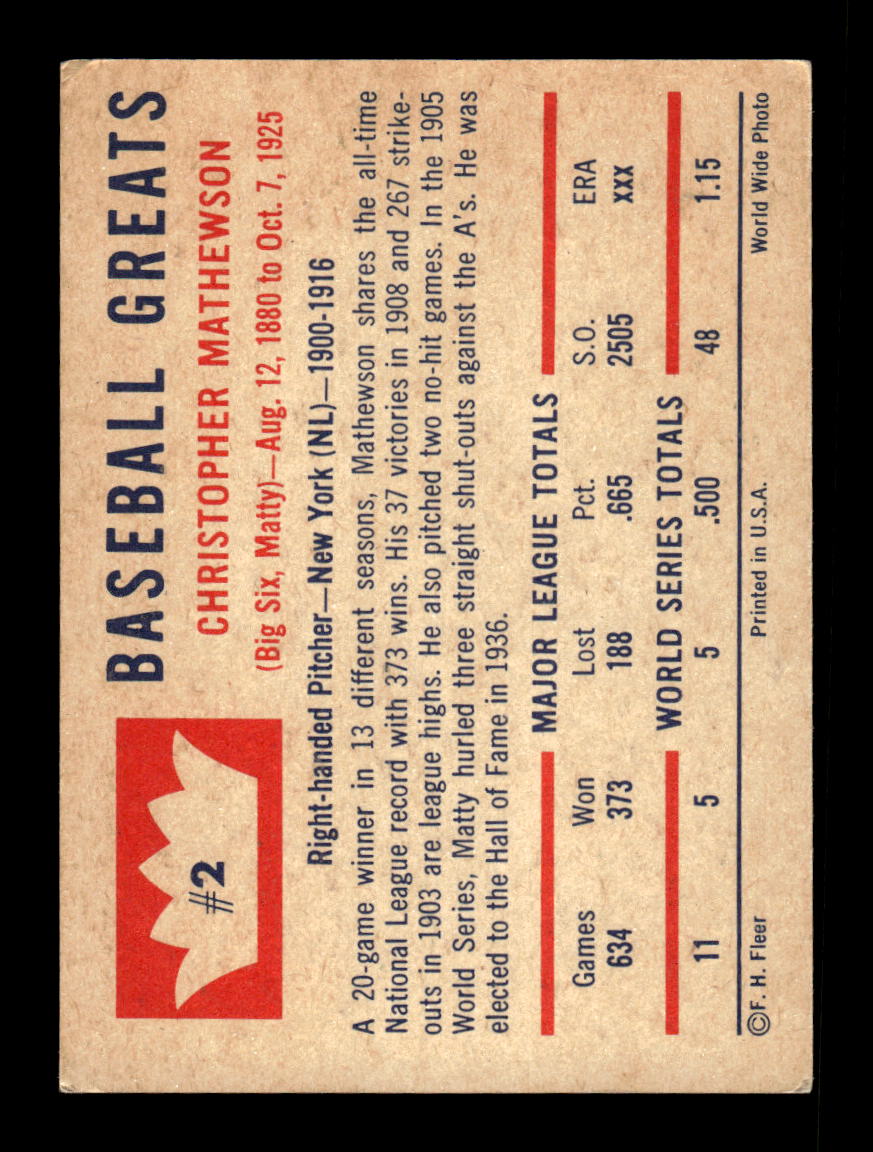 #2
BASEBALL GREATS
CHRISTOPHER MATHEWSON
(Big Six, Matty)—Aug. 12, 1880 to Oct. 7, 1925
Right-handed Pitcher—New York (NL)—1900-1916
A 20-game winner in 13 different seasons, Mathewson shares the all-time
National League record with 373 wins. His 37 victories in 1908 and 267 strike-
outs in 1903 are league highs. He also pitched two no-hit games. In the 1905
World Series, Matty hurled three straight shut-outs against the A's. He was
elected to the Hall of Fame in 1936.
MAJOR LEAGUE TOTALS
Games Won Lost Pct. S.O. ERA
634 373 188 .665 2505 xxx
WORLD SERIES TOTALS
11 5 5 .500 48 1.15
©F. H. Fleer Printed in U.S.A. World Wide Photo